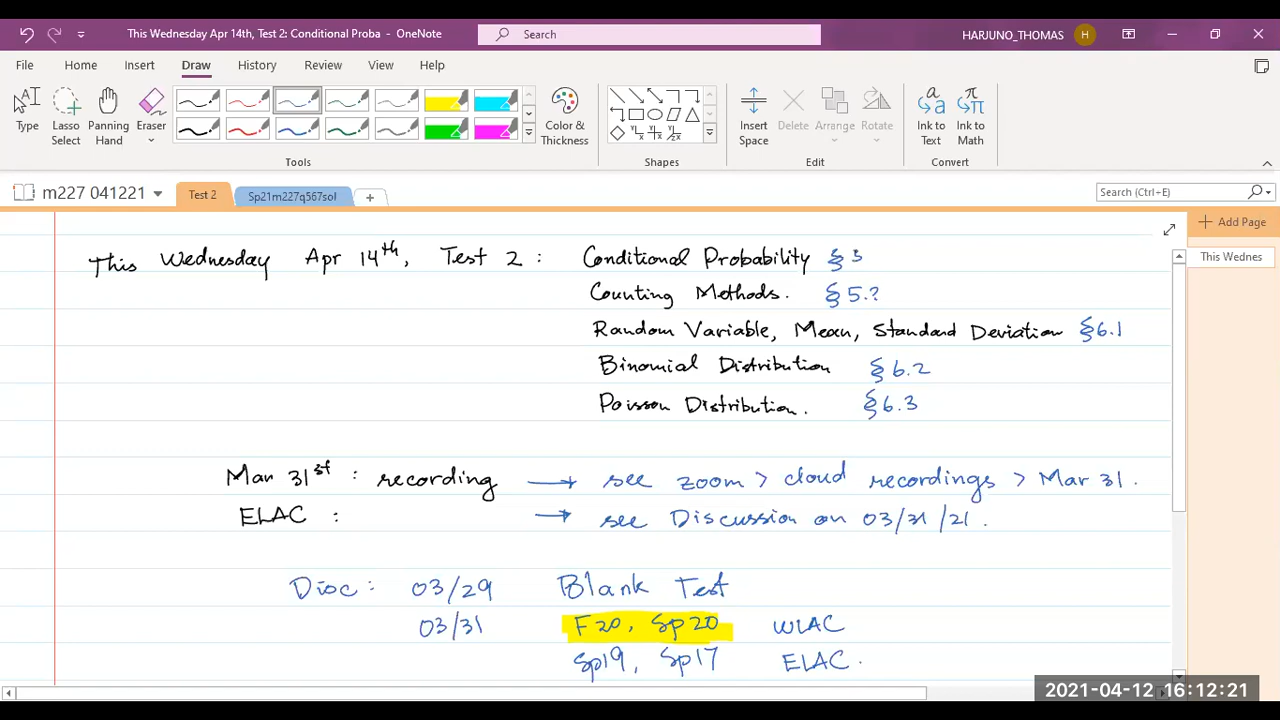 This Wednesday Apr 14th, Test 2: Conditional Proba - OneNote
Search
HARJUNO_THOMAS
H
File Home Insert Draw History Review View Help
Type
Lasso Select
Panning Hand
Eraser
Color & Thickness
Insert Space
Delete
Arrange
Rotate
Ink to Text
Ink to Math
Tools
Shapes
Edit
Convert
m227 041221
Test 2
Sp21m227q567sol
Search (Ctrl+E)
Add Page
This Wednes
This Wednesday Apr 14th, Test 2 : Conditional Probability § 3
Counting Methods. § 5.?
Random Variable, Mean, Standard Deviation § 6.1
Binomial Distribution § 6.2
Poisson Distribution. § 6.3
Mar 31st : recording → see zoom > cloud recordings > Mar 31.
ELAC : → see Discussion on 03/31/21.
Disc: 03/29 Blank Test
03/31 F20, Sp20 WLAC
Sp19, Sp17 ELAC.
2021-04-12 16:12:21